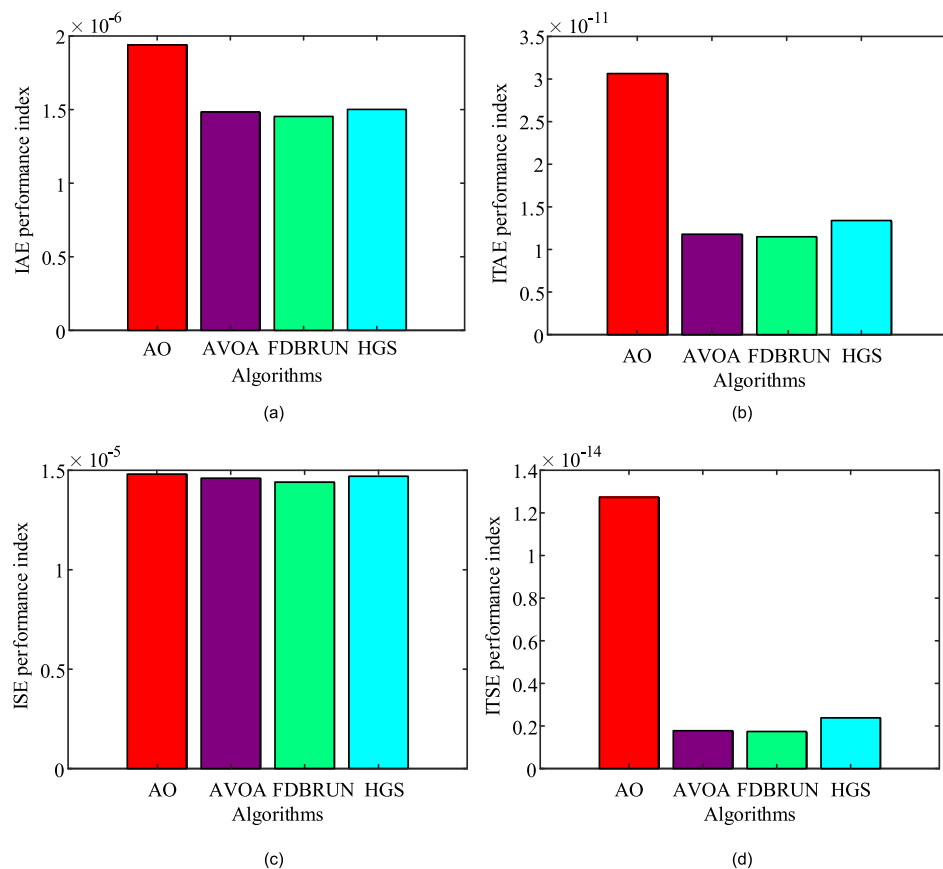 × 10-6
2
1.5
1
0.5
0
IAE performance index
AO AVOA FDBRUN HGS
Algorithms
(a)
× 10-11
3.5
3
2.5
2
1.5
1
0.5
0
ITAE performance index
AO AVOA FDBRUN HGS
Algorithms
(b)
× 10-5
1.5
1
0.5
0
ISE performance index
AO AVOA FDBRUN HGS
Algorithms
(c)
× 10-14
1.4
1.2
1
0.8
0.6
0.4
0.2
0
ITSE performance index
AO AVOA FDBRUN HGS
Algorithms
(d)